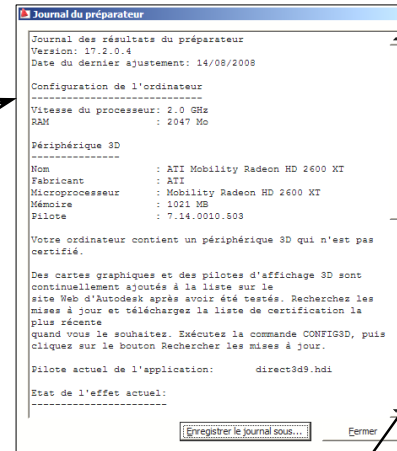 Journal du préparateur
Journal des résultats du préparateur
Version: 17.2.0.4
Date du dernier ajustement: 14/08/2008
Configuration de l'ordinateur
-------------------------------
Vitesse du processeur: 2.0 GHz
RAM : 2047 Mo
Périphérique 3D
---------------
Nom : ATI Mobility Radeon HD 2600 XT
Fabricant : ATI
Microprocesseur : Mobility Radeon HD 2600 XT
Mémoire : 1021 MB
Pilote : 7.14.0010.503
Votre ordinateur contient un périphérique 3D qui n'est pas
certifié.
Des cartes graphiques et des pilotes d'affichage 3D sont
continuellement ajoutés à la liste sur le
site Web d'Autodesk après avoir été testés. Recherchez les
mises à jour et téléchargez la liste de certification la
plus récente
quand vous le souhaitez. Exécutez la commande CONFIG3D, puis
cliquez sur le bouton Rechercher les mises à jour.
Pilote actuel de l'application: direct3d9.hdi
Etat de l'effet actuel:
------------------------
Enregistrer le journal sous... Fermer